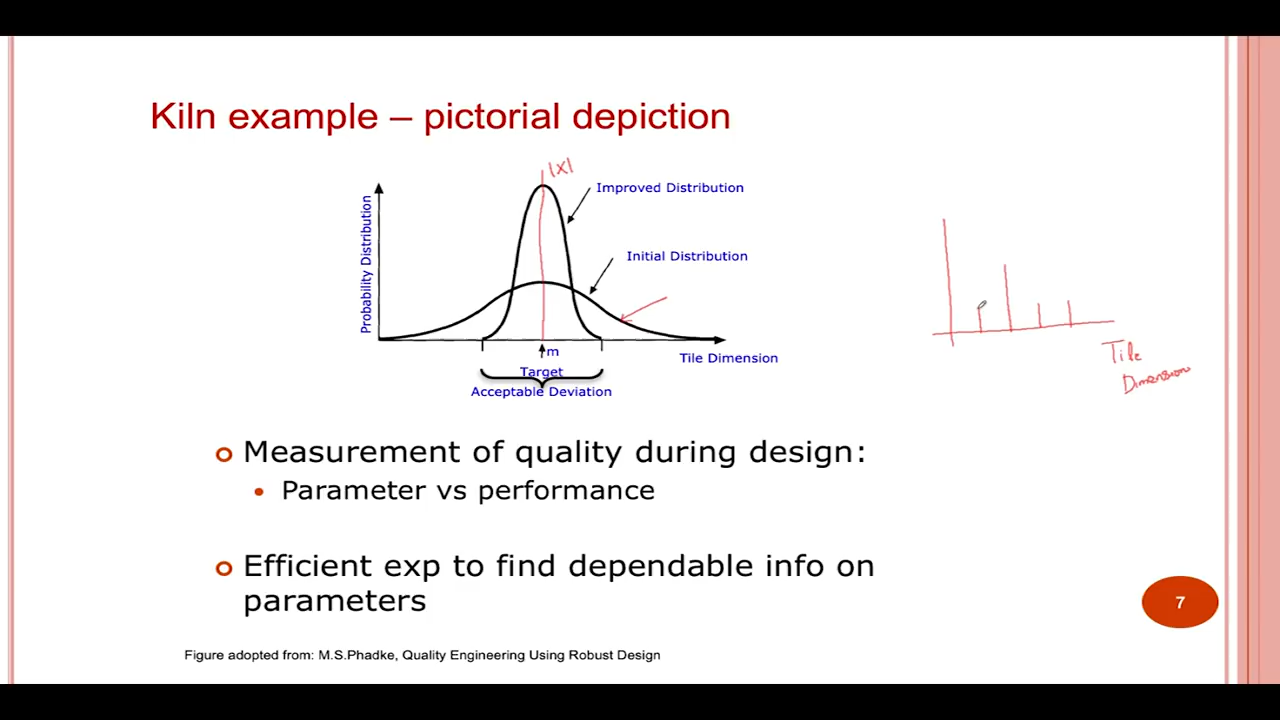 Kiln example – pictorial depiction
|X|
Improved Distribution
Initial Distribution
Probability Distribution
m
Tile Dimension
Target
Acceptable Deviation
Tile
Dimension
Measurement of quality during design:
Parameter vs performance
Efficient exp to find dependable info on
parameters
7
Figure adopted from: M.S.Phadke, Quality Engineering Using Robust Design